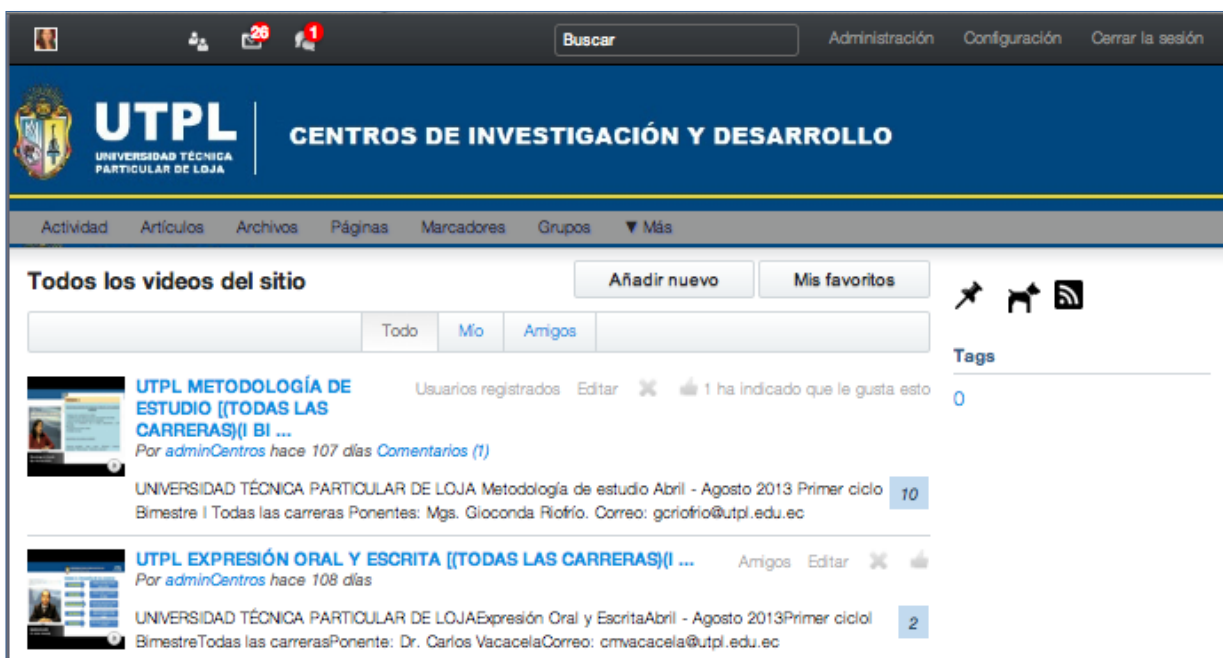 26
1
Buscar
Administración
Configuración
Cerrar la sesión
UTPL
UNIVERSIDAD TÉCNICA
PARTICULAR DE LOJA
CENTROS DE INVESTIGACIÓN Y DESARROLLO
Actividad Artículos Archivos Páginas Marcadores Grupos ▼ Más
Todos los videos del sitio
Añadir nuevo
Mis favoritos
Todo Mío Amigos
Tags
0
UTPL METODOLOGÍA DE
ESTUDIO [(TODAS LAS
CARRERAS)(I BI ...
Usuarios registrados Editar 1 ha indicado que le gusta esto
Por adminCentros hace 107 días Comentarios (1)
UNIVERSIDAD TÉCNICA PARTICULAR DE LOJA Metodología de estudio Abril - Agosto 2013 Primer ciclo
Bimestre I Todas las carreras Ponentes: Mgs. Gioconda Riofrío. Correo: gcriofrio@utpl.edu.ec
10
UTPL EXPRESIÓN ORAL Y ESCRITA [(TODAS LAS CARRERAS)(I ...
Amigos Editar
Por adminCentros hace 108 días
UNIVERSIDAD TÉCNICA PARTICULAR DE LOJAExpresión Oral y EscritaAbril - Agosto 2013Primer ciclol
BimestreTodas las carrerasPonente: Dr. Carlos VacacelaCorreo: cmvacacela@utpl.edu.ec
2